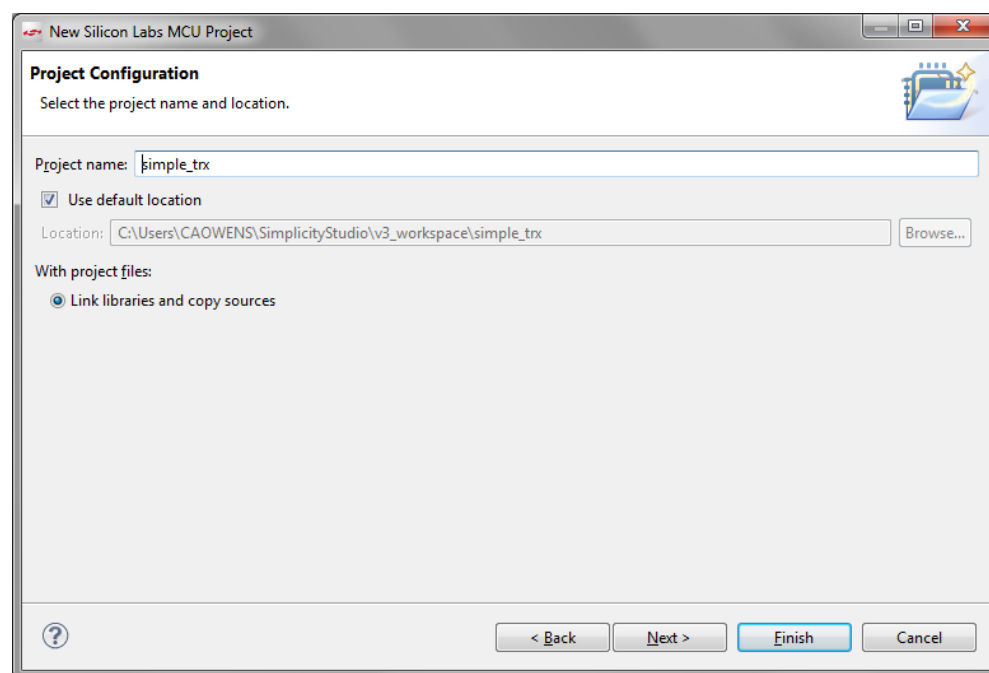 New Silicon Labs MCU Project
Project Configuration
Select the project name and location.
Project name: simple_trx
Use default location
Location: C:\Users\CAOWENS\SimplicityStudio\v3_workspace\simple_trx Browse...
With project files:
Link libraries and copy sources
? < Back Next > Finish Cancel